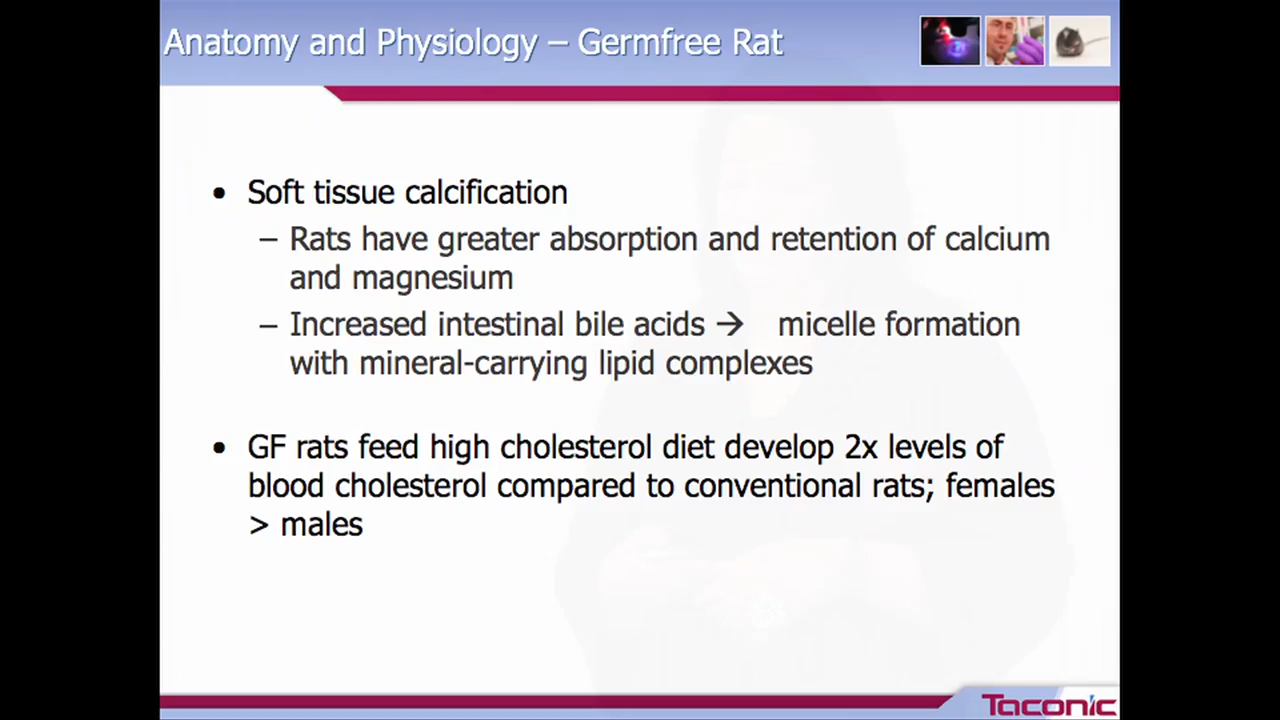 Anatomy and Physiology – Germfree Rat
• Soft tissue calcification
– Rats have greater absorption and retention of calcium
and magnesium
– Increased intestinal bile acids → micelle formation
with mineral-carrying lipid complexes
• GF rats feed high cholesterol diet develop 2x levels of
blood cholesterol compared to conventional rats; females
> males
Taconic